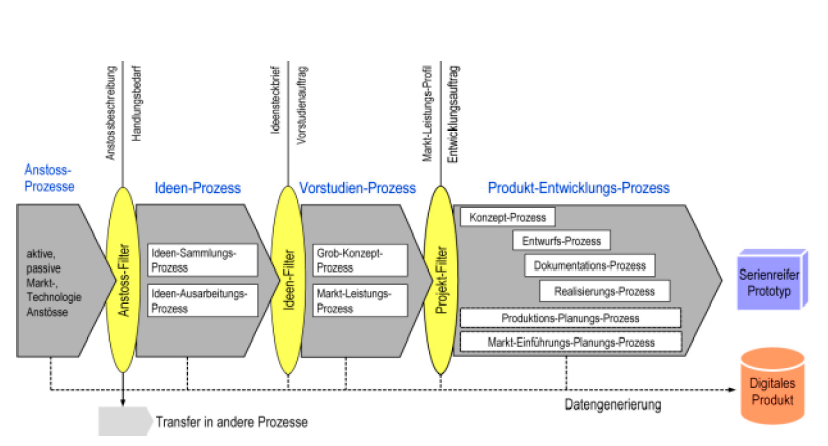 Anstossbeschreibung
Handlungsbedarf
Ideensteckbrief
Vorstudienauftrag
Markt-Leistungs-Profil
Entwicklungsauftrag
Anstoss-
Prozesse
Ideen-Prozess
Vorstudien-Prozess
Produkt-Entwicklungs-Prozess
aktive,
passive
Markt-,
Technologie
Anstösse
Anstoss-Filter
Ideen-Sammlungs-
Prozess
Ideen-Ausarbeitungs-
Prozess
Ideen-Filter
Grob-Konzept-
Prozess
Markt-Leistungs-
Prozess
Projekt-Filter
Konzept-Prozess
Entwurfs-Prozess
Dokumentations-Prozess
Realisierungs-Prozess
Produktions-Planungs-Prozess
Markt-Einführungs-Planungs-Prozess
Serienreifer
Prototyp
Digitales
Produkt
Datengenerierung
Transfer in andere Prozesse